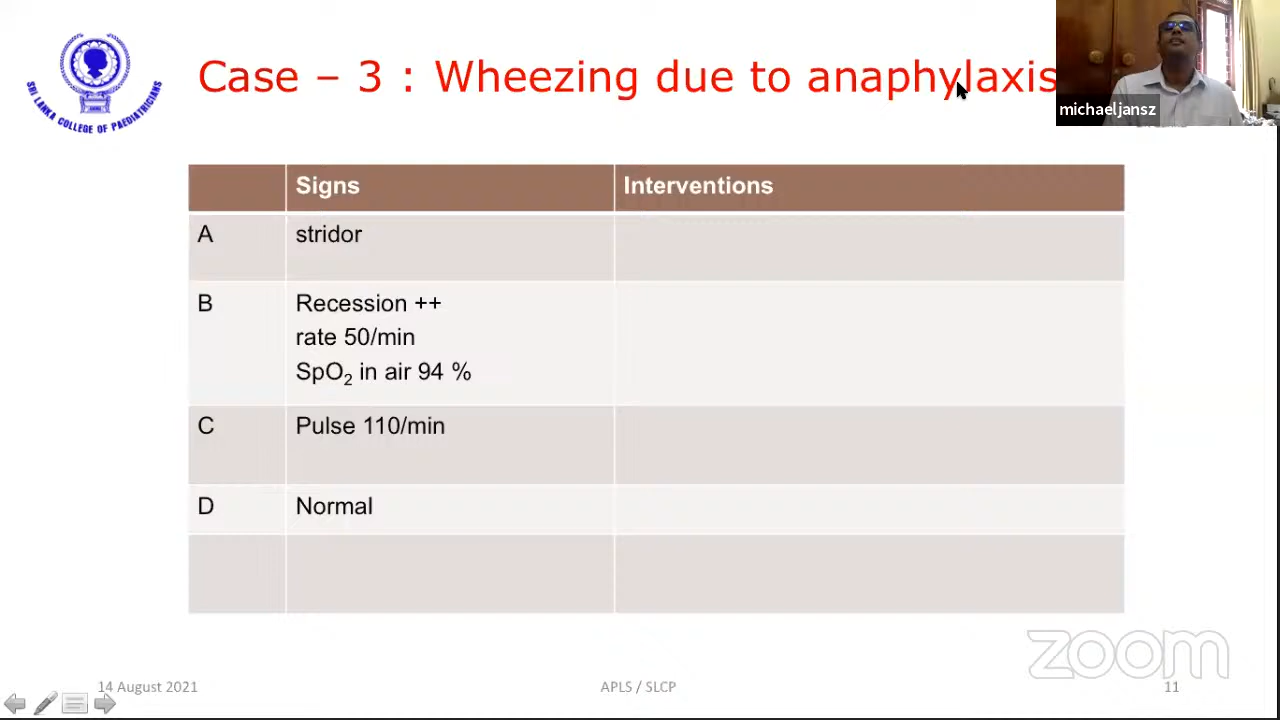 SRI LANKA COLLEGE OF PAEDIATRICIANS
Case – 3 : Wheezing due to anaphylaxis
michaeljansz
Signs Interventions
A stridor
B Recession ++
rate 50/min
SpO2 in air 94 %
C Pulse 110/min
D Normal
zoom
14 August 2021 APLS / SLCP 11